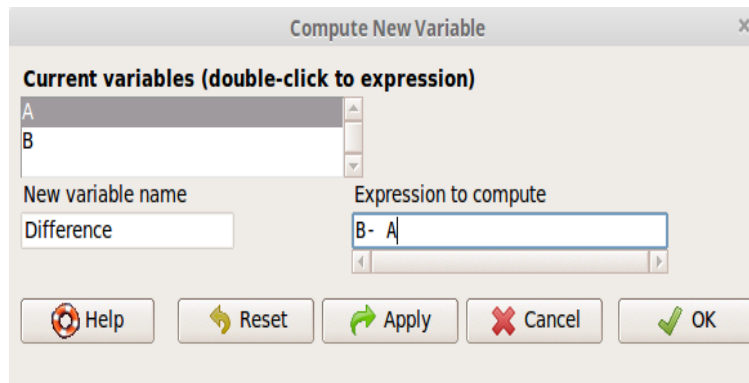 Compute New Variable
Current variables (double-click to expression)
A
B
New variable name Expression to compute
Difference B- A
Help Reset Apply Cancel OK